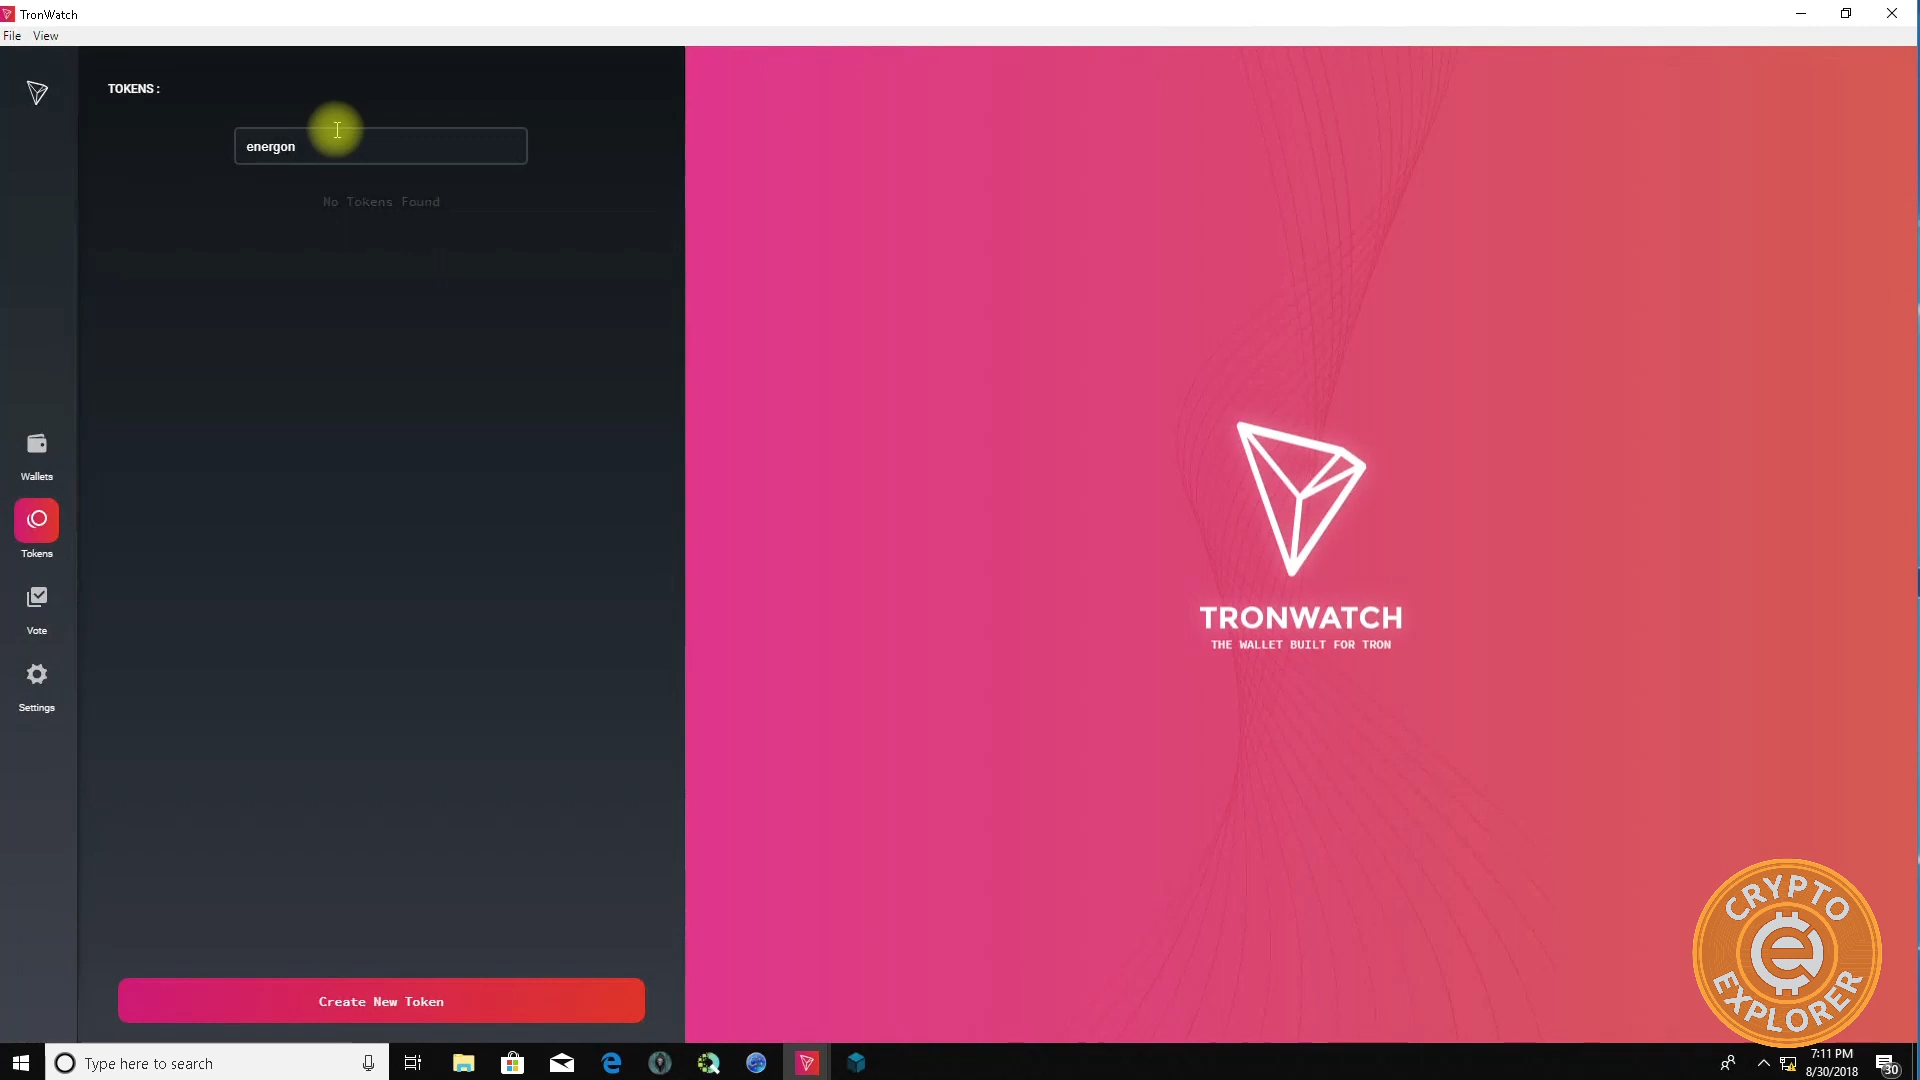 TronWatch
File View
TOKENS :
energon
No Tokens Found
Wallets
Tokens
Vote
Settings
Create New Token
TRONWATCH
THE WALLET BUILT FOR TRON
CRYPTO
EXPLORER
Type here to search
7:11 PM
8/30/2018
30